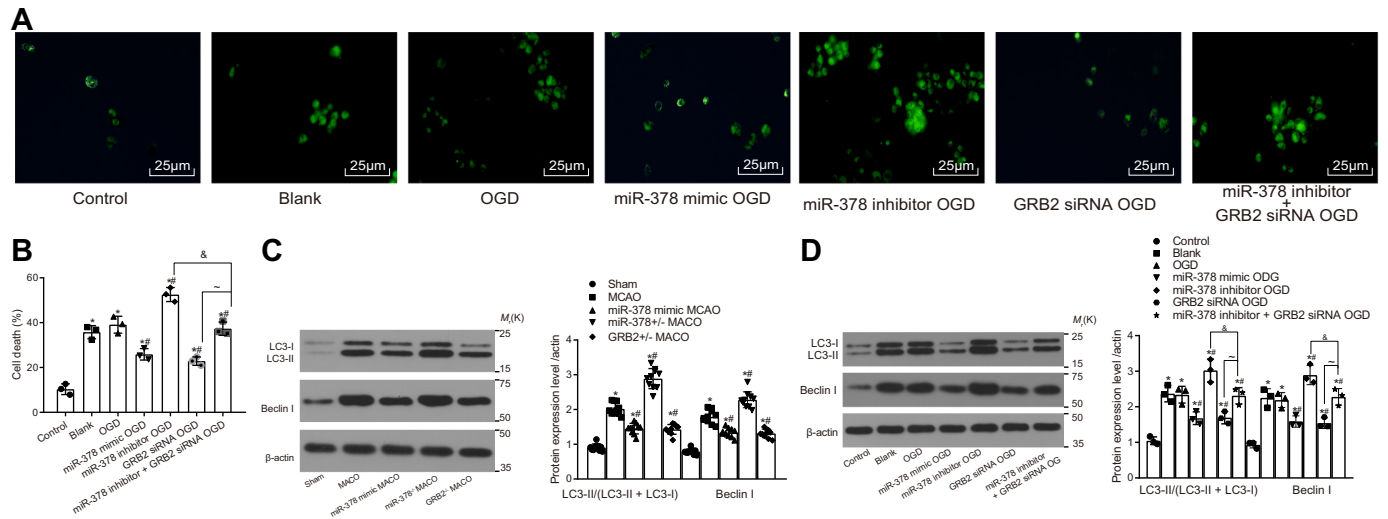 A
25μm
25μm
25μm
25μm
25μm
25μm
25μm
Control
Blank
OGD
miR-378 mimic OGD
miR-378 inhibitor OGD
GRB2 siRNA OGD
miR-378 inhibitor
+
GRB2 siRNA OGD
B
&
~
*
*
*#
*#
*#
*#
Cell death (%)
60
40
20
0
Control
Blank
OGD
miR-378 mimic OGD
miR-378 inhibitor OGD
GRB2 siRNA OGD
miR-378 inhibitor + GRB2 siRNA OGD
C
LC3-I
LC3-II
Beclin I
β-actin
Mr(K)
25
15
75
50
50
35
Sham
MACO
miR-378 mimic MACO
miR-378+/- MACO
GRB2+/- MACO
Sham
MCAO
miR-378 mimic MCAO
miR-378+/- MACO
GRB2+/- MACO
Protein expression level /actin
4
3
2
1
0
*
*#
*#
*#
*
*#
*#
*#
LC3-II/(LC3-II + LC3-I)
Beclin I
D
LC3-I
LC3-II
Beclin I
β-actin
Mr(K)
25
15
75
50
50
35
Control
Blank
OGD
miR-378 mimic OGD
miR-378 inhibitor OGD
GRB2 siRNA OGD
miR-378 inhibitor
+ GRB2 siRNA OG
Control
Blank
OGD
miR-378 mimic ODG
miR-378 inhibitor OGD
GRB2 siRNA OGD
miR-378 inhibitor + GRB2 siRNA OGD
Protein expression level /actin
4
3
2
1
0
&
~
*
*
*#
*#
*#
*#
&
~
*
*
*#
*#
*#
*#
LC3-II/(LC3-II + LC3-I)
Beclin I